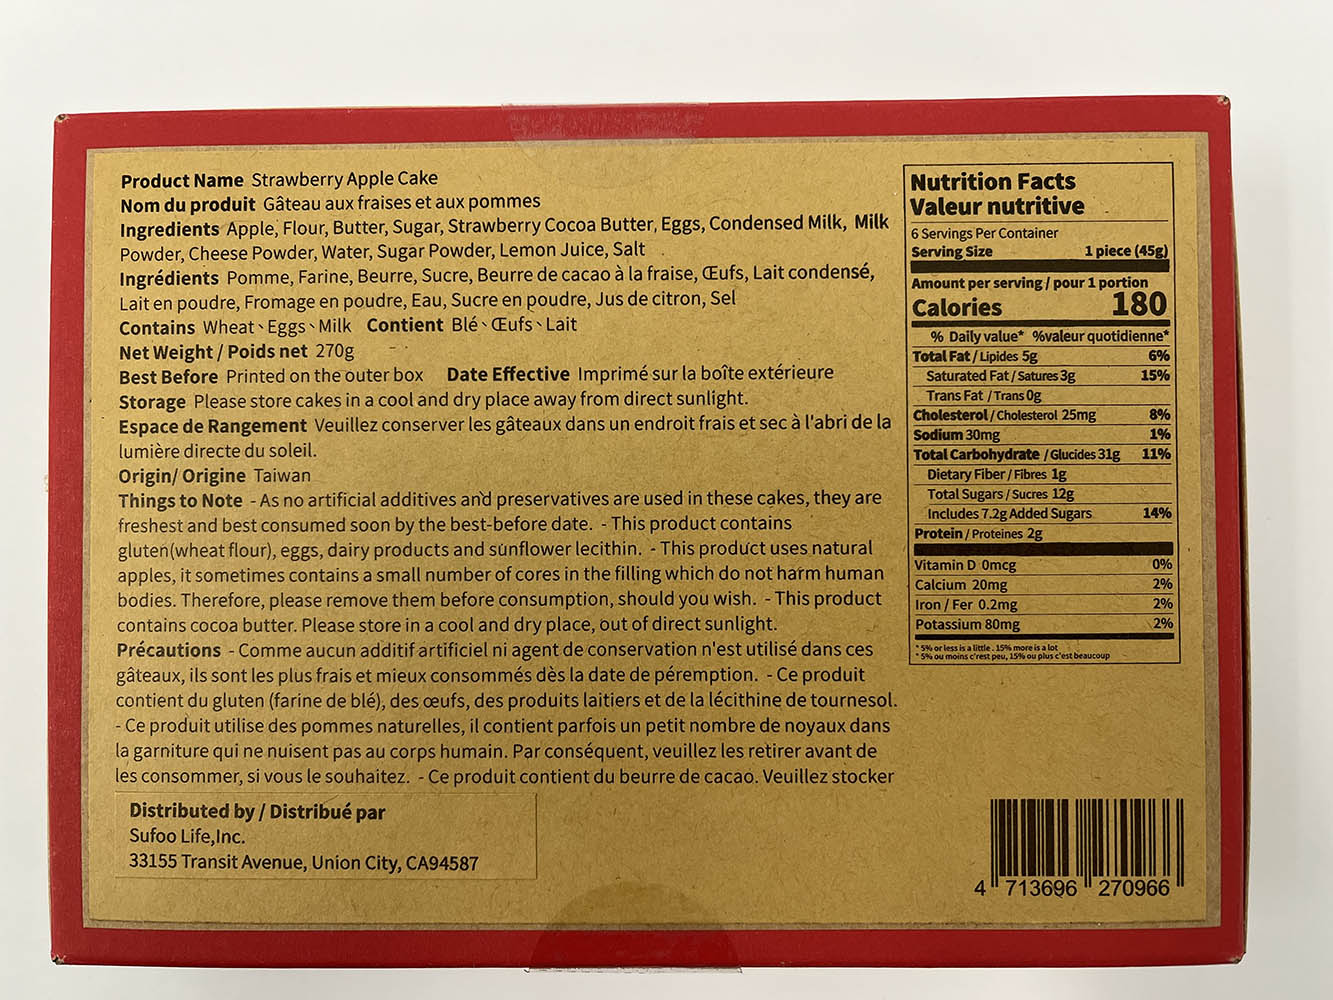 Product Name Strawberry Apple Cake
Nom du produit Gâteau aux fraises et aux pommes
Ingredients Apple, Flour, Butter, Sugar, Strawberry Cocoa Butter, Eggs, Condensed Milk, Milk
Powder, Cheese Powder, Water, Sugar Powder, Lemon Juice, Salt
Ingrédients Pomme, Farine, Beurre, Sucre, Beurre de cacao à la fraise, Œufs, Lait condensé,
Lait en poudre, Fromage en poudre, Eau, Sucre en poudre, Jus de citron, Sel
Contains Wheat、Eggs、Milk Contient Blé、Œufs、Lait
Net Weight / Poids net 270g
Best Before Printed on the outer box Date Effective Imprimé sur la boîte extérieure
Storage Please store cakes in a cool and dry place away from direct sunlight.
Espace de Rangement Veuillez conserver les gâteaux dans un endroit frais et sec à l'abri de la
lumière directe du soleil.
Origin/ Origine Taiwan
Things to Note - As no artificial additives and preservatives are used in these cakes, they are
freshest and best consumed soon by the best-before date. - This product contains
gluten(wheat flour), eggs, dairy products and sunflower lecithin. - This product uses natural
apples, it sometimes contains a small number of cores in the filling which do not harm human
bodies. Therefore, please remove them before consumption, should you wish. - This product
contains cocoa butter. Please store in a cool and dry place, out of direct sunlight.
Précautions - Comme aucun additif artificiel ni agent de conservation n'est utilisé dans ces
gâteaux, ils sont les plus frais et mieux consommés dès la date de péremption. - Ce produit
contient du gluten (farine de blé), des œufs, des produits laitiers et de la lécithine de tournesol.
- Ce produit utilise des pommes naturelles, il contient parfois un petit nombre de noyaux dans
la garniture qui ne nuisent pas au corps humain. Par conséquent, veuillez les retirer avant de
les consommer, si vous le souhaitez. - Ce produit contient du beurre de cacao. Veuillez stocker
Distributed by / Distribué par
Sufoo Life,Inc.
33155 Transit Avenue, Union City, CA94587
Nutrition Facts
Valeur nutritive
6 Servings Per Container
Serving Size 1 piece (45g)
Amount per serving / pour 1 portion
Calories 180
% Daily value* %valeur quotidienne*
Total Fat / Lipides 5g 6%
Saturated Fat / Satures 3g 15%
Trans Fat / Trans 0g
Cholesterol / Cholesterol 25mg 8%
Sodium 30mg 1%
Total Carbohydrate / Glucides 31g 11%
Dietary Fiber / Fibres 1g
Total Sugars / Sucres 12g
Includes 7.2g Added Sugars 14%
Protein / Proteines 2g
Vitamin D 0mcg 0%
Calcium 20mg 2%
Iron / Fer 0.2mg 2%
Potassium 80mg 2%
* 5% or less is a little . 15% more is a lot
* 5% ou moins c'rest peu, 15% ou plus c'est beaucoup
4 713696 270966